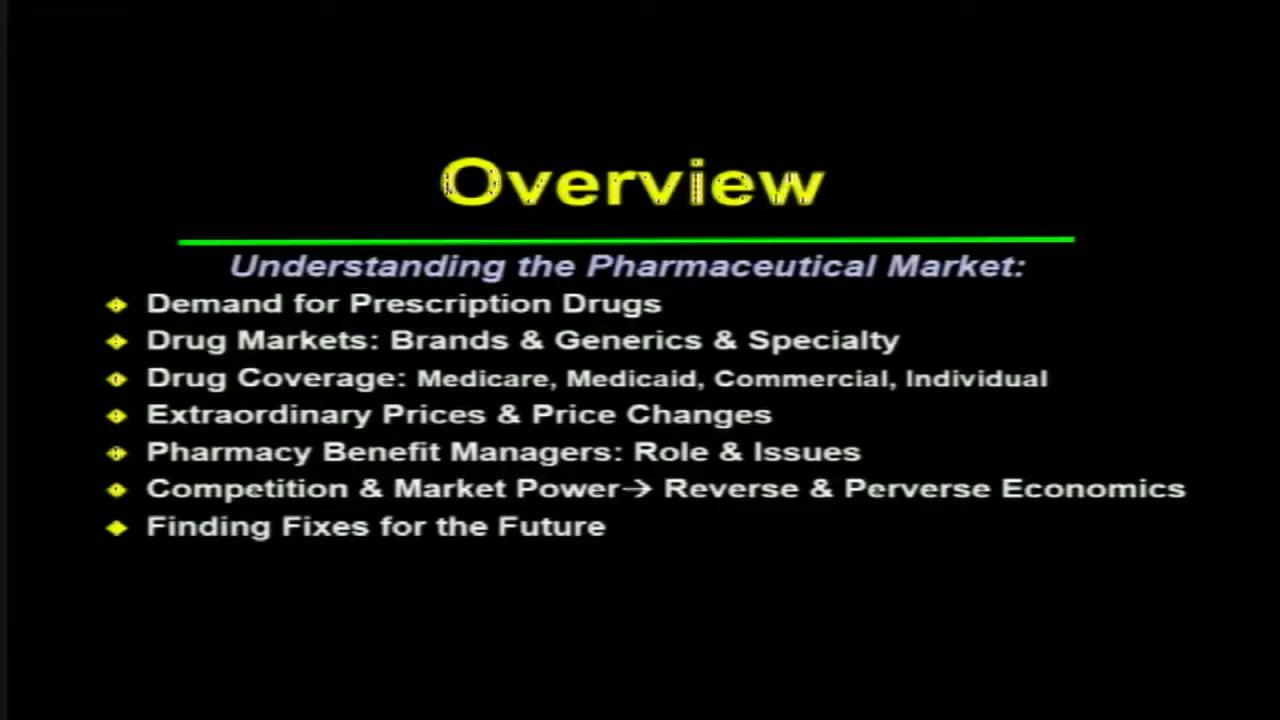 Overview
Understanding the Pharmaceutical Market:
Demand for Prescription Drugs
Drug Markets: Brands & Generics & Specialty
Drug Coverage: Medicare, Medicaid, Commercial, Individual
Extraordinary Prices & Price Changes
Pharmacy Benefit Managers: Role & Issues
Competition & Market Power→ Reverse & Perverse Economics
Finding Fixes for the Future